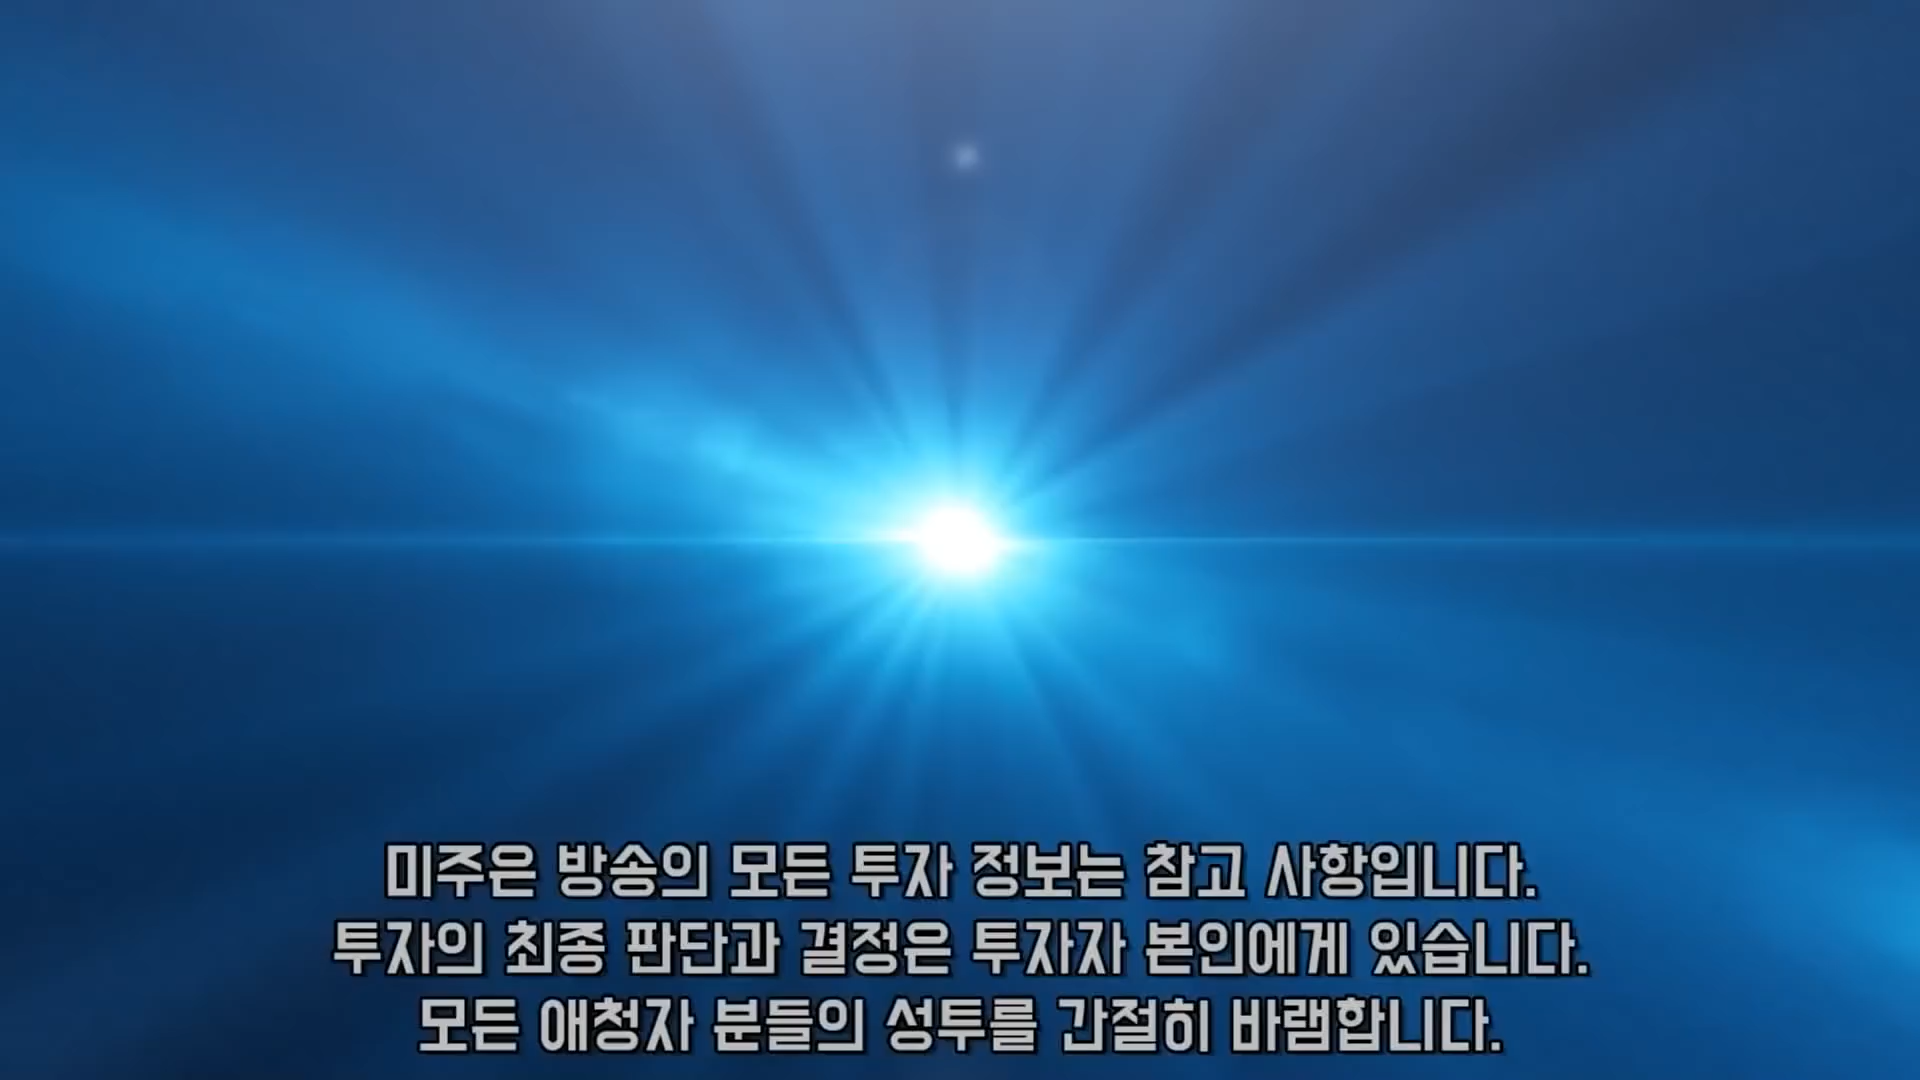 미주은 방송의 모든 투자 정보는 참고 사항입니다.
투자의 최종 판단과 결정은 투자자 본인에게 있습니다.
모든 애청자 분들의 성투를 간절히 바램합니다.